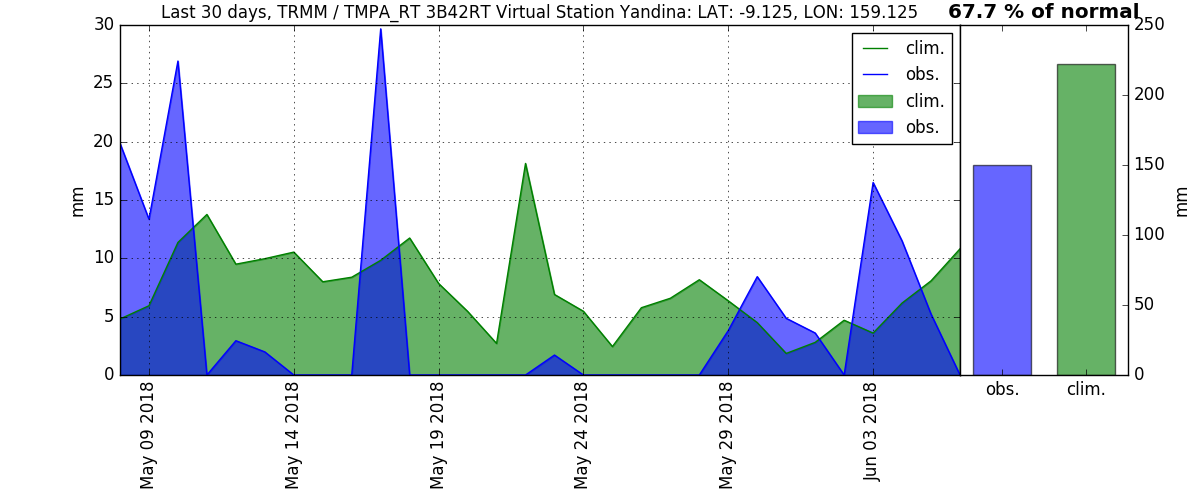 Last 30 days, TRMM / TMPA_RT 3B42RT Virtual Station Yandina: LAT: -9.125, LON: 159.125
67.7 % of normal
30
25
20
15
10
5
0
mm
clim.
obs.
clim.
obs.
May 09 2018
May 14 2018
May 19 2018
May 24 2018
May 29 2018
Jun 03 2018
250
200
150
100
50
0
mm
obs.
clim.